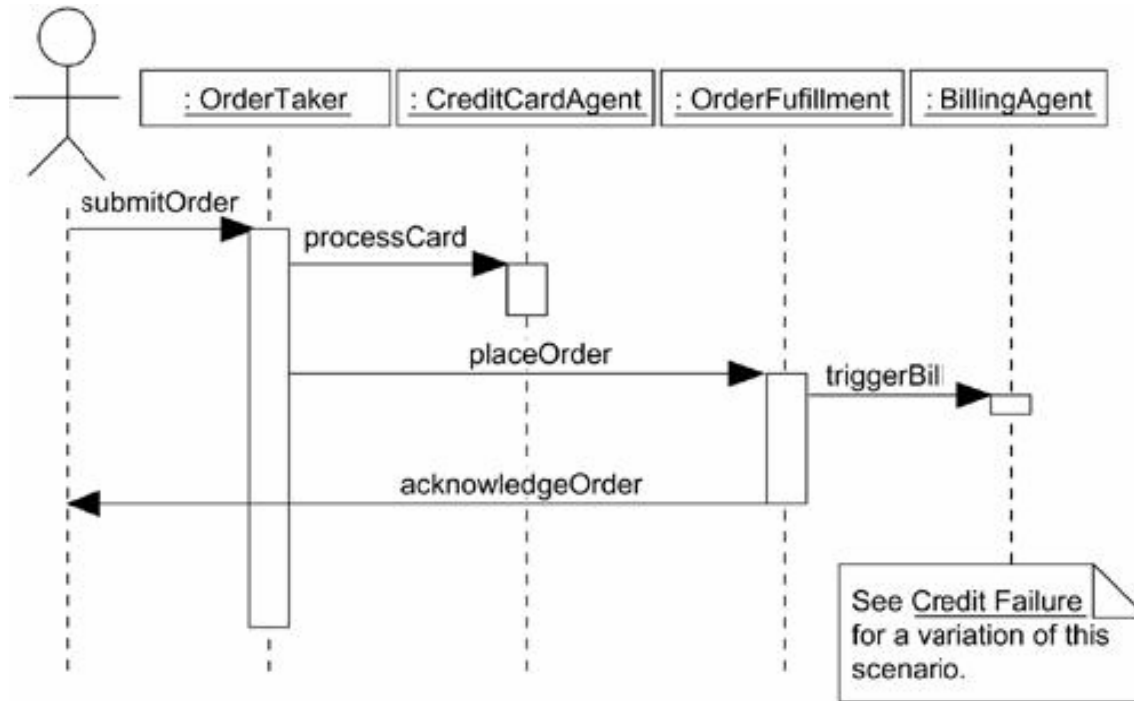 : OrderTaker
: CreditCardAgent
: OrderFufillment
: BillingAgent
submitOrder
processCard
placeOrder
triggerBill
acknowledgeOrder
See Credit Failure
for a variation of this
scenario.